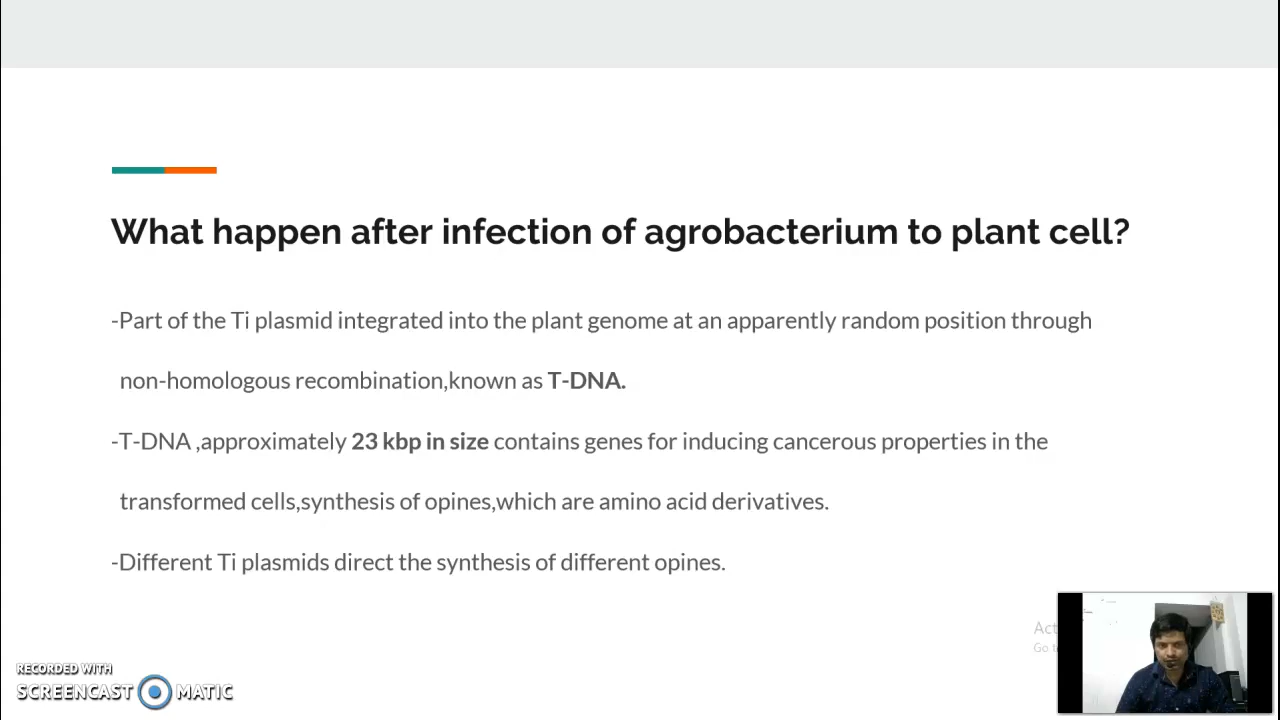 What happen after infection of agrobacterium to plant cell?
-Part of the Ti plasmid integrated into the plant genome at an apparently random position through
non-homologous recombination,known as T-DNA.
-T-DNA ,approximately 23 kbp in size contains genes for inducing cancerous properties in the
transformed cells,synthesis of opines,which are amino acid derivatives.
-Different Ti plasmids direct the synthesis of different opines.
Act
Go t
RECORDED WITH
SCREENCAST MATIC